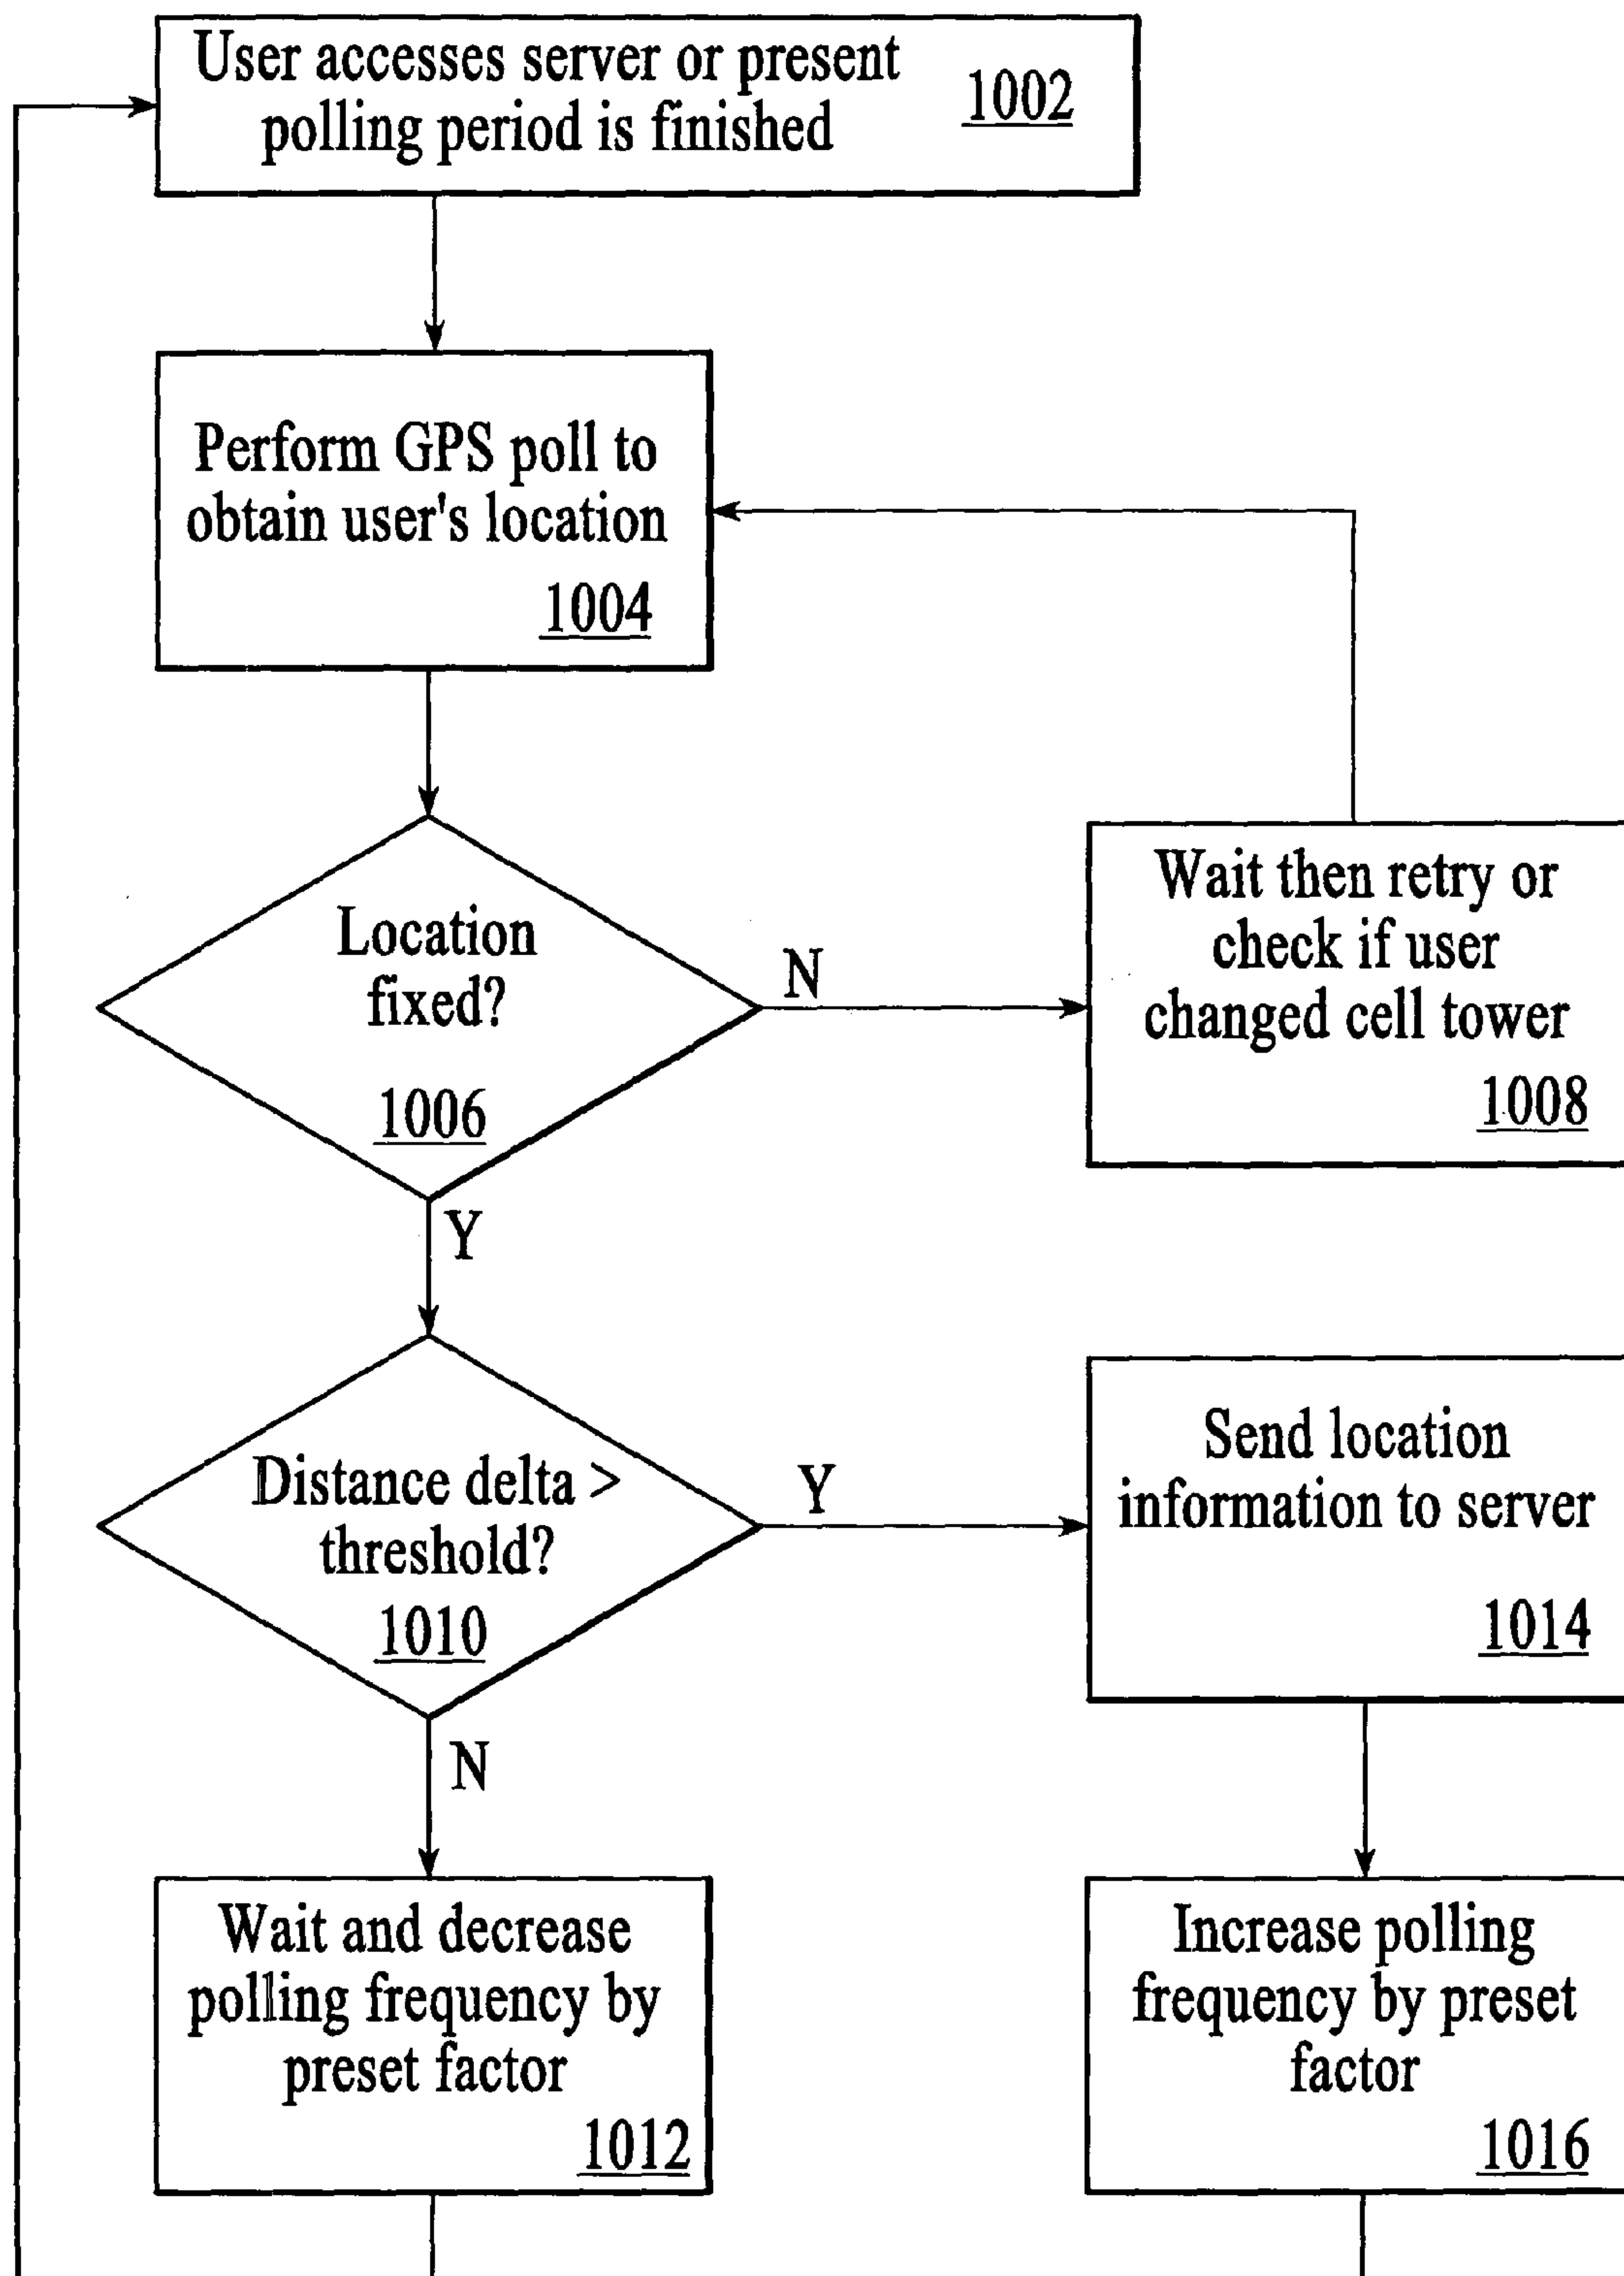 User accesses server or present
polling period is finished
1002
Perform GPS poll to
obtain user's location
1004
Location
fixed?
1006
N
Y
Wait then retry or
check if user
changed cell tower
1008
Distance delta >
threshold?
1010
Y
N
Send location
information to server
1014
Wait and decrease
polling frequency by
preset factor
1012
Increase polling
frequency by preset
factor
1016